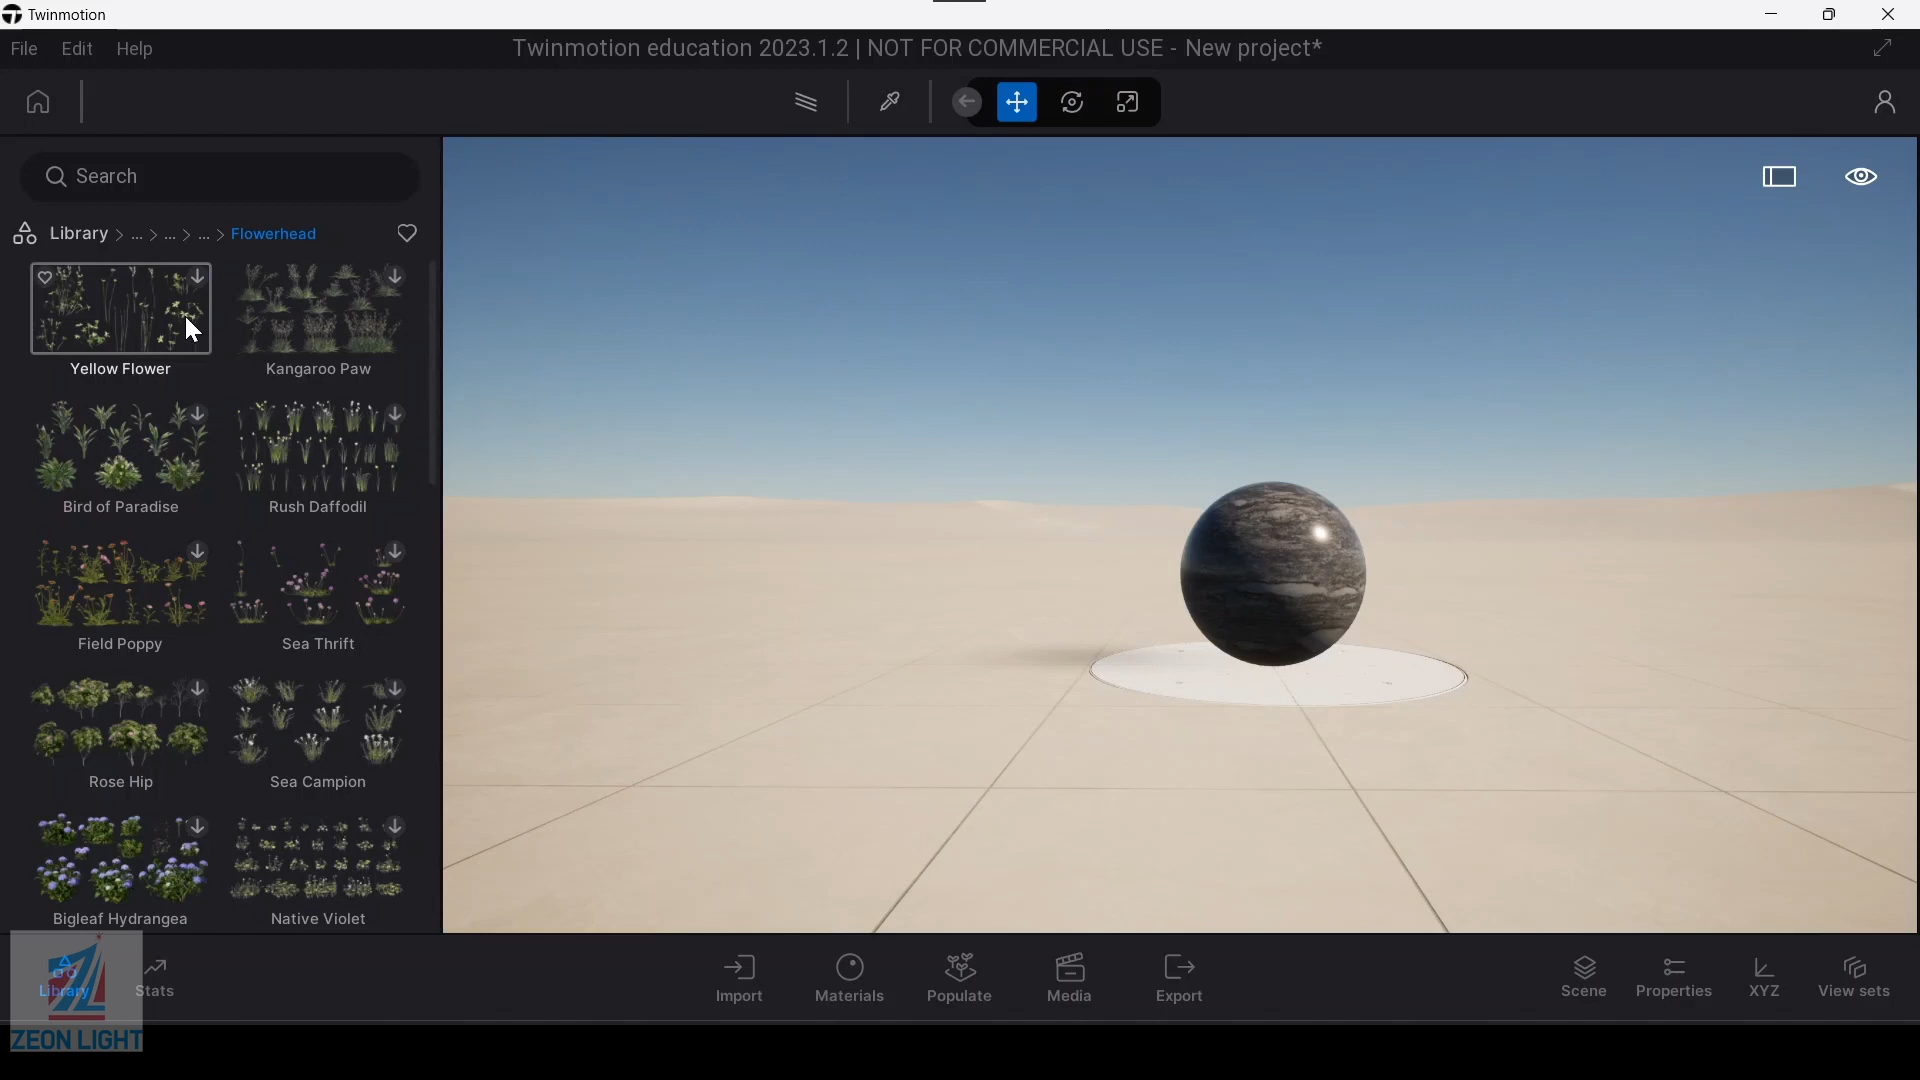 Twinmotion
File Edit Help
Twinmotion education 2023.1.2 | NOT FOR COMMERCIAL USE - New project*
Search
Library > ... > ... > ... > Flowerhead
Yellow Flower Kangaroo Paw
Bird of Paradise Rush Daffodil
Field Poppy Sea Thrift
Rose Hip Sea Campion
Bigleaf Hydrangea Native Violet
Library Stats Import Materials Populate Media Export Scene Properties XYZ View sets
ZEON LIGHT